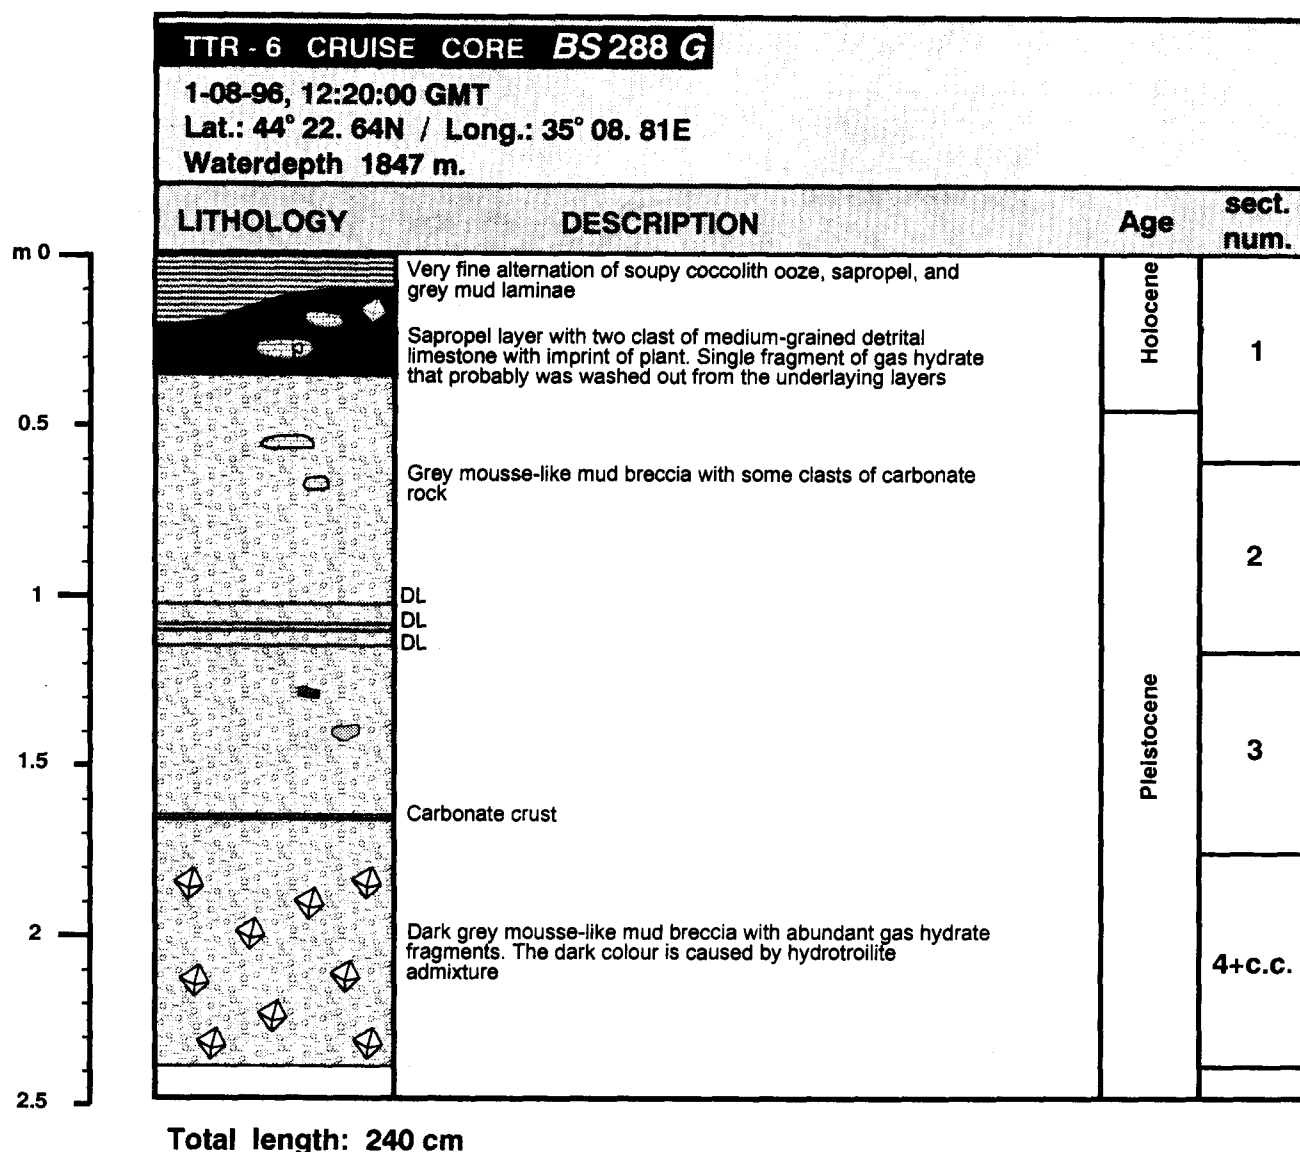 TTR - 6 CRUISE CORE BS 288 G
1-08-96, 12:20:00 GMT
Lat.: 44° 22. 64N / Long.: 35° 08. 81E
Waterdepth 1847 m.
LITHOLOGY DESCRIPTION Age sect. num.
m 0
Very fine alternation of soupy coccolith ooze, sapropel, and
grey mud laminae
Holocene
Sapropel layer with two clast of medium-grained detrital
limestone with imprint of plant. Single fragment of gas hydrate
that probably was washed out from the underlaying layers
p
1
0.5
Grey mousse-like mud breccia with some clasts of carbonate
rock
2
1
DL
DL
DL
Pleistocene
3
1.5
Carbonate crust
2
Dark grey mousse-like mud breccia with abundant gas hydrate
fragments. The dark colour is caused by hydrotroilite
admixture
4+c.c.
2.5
Total length: 240 cm